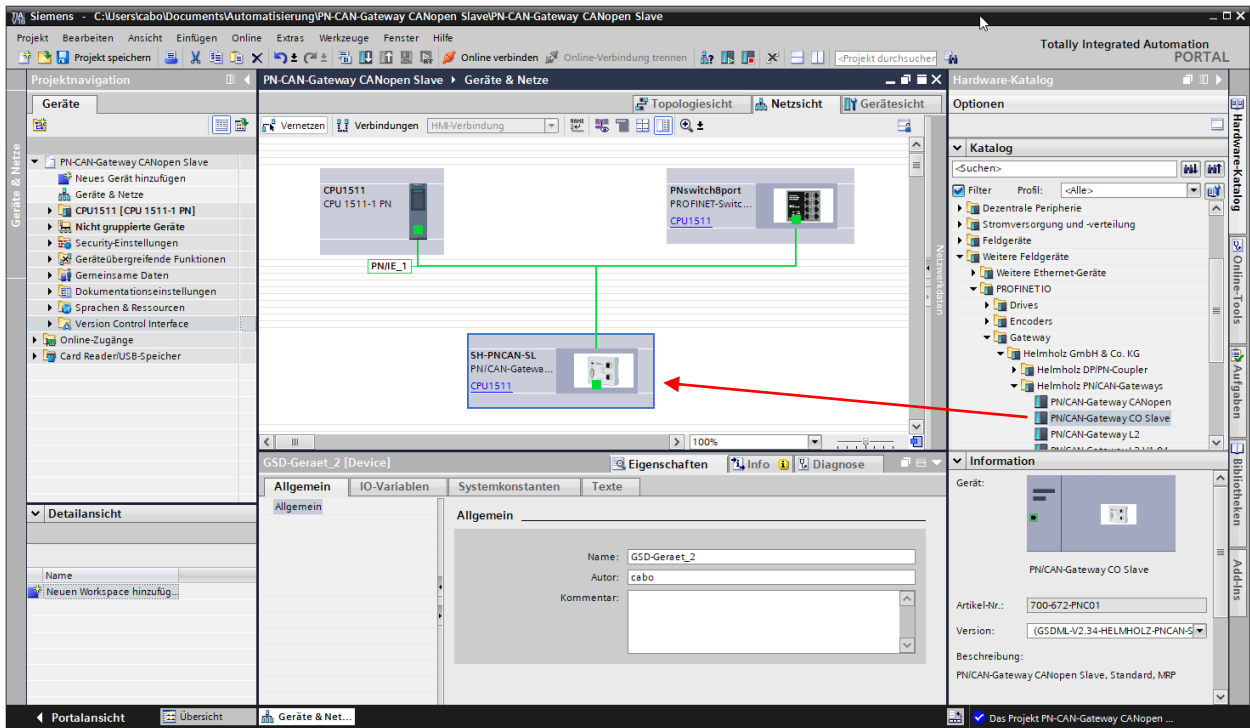 Siemens - C:\Users\cabo\Documents\Automatisierung\PN-CAN-Gateway CANopen Slave\PN-CAN-Gateway CANopen Slave
Projekt Bearbeiten Ansicht Einfügen Online Extras Werkzeuge Fenster Hilfe
Totally Integrated Automation
PORTAL
Projekt speichern
Online verbinden
Online-Verbindung trennen
<Projekt durchsuchen
Projektnavigation
Geräte
Geräte & Netze
PN-CAN-Gateway CANopen Slave
Neues Gerät hinzufügen
Geräte & Netze
CPU1511 [CPU 1511-1 PN]
Nicht gruppierte Geräte
Security-Einstellungen
Geräteübergreifende Funktionen
Gemeinsame Daten
Dokumentationseinstellungen
Sprachen & Ressourcen
Version Control Interface
Online-Zugänge
Card Reader/USB-Speicher
Detailansicht
Name
Neuen Workspace hinzufüg...
PN-CAN-Gateway CANopen Slave Geräte & Netze
Topologiesicht
Netzsicht
Gerätesicht
Vernetzen
Verbindungen
HMI-Verbindung
CPU1511
CPU 1511-1 PN
PNswitch8port
PROFINET-Switc...
CPU1511
PN/IE_1
SH-PNCAN-SL
PN/CAN-Gatewa...
CPU1511
Netzwerkdaten
100%
GSD-Geraet_2 [Device]
Eigenschaften
Info
Diagnose
Allgemein
IO-Variablen
Systemkonstanten
Texte
Allgemein
Allgemein
Name: GSD-Geraet_2
Autor: cabo
Kommentar:
Hardware-Katalog
Optionen
Katalog
<Suchen>
Filter
Profil: <Alle>
Dezentrale Peripherie
Stromversorgung und -verteilung
Feldgeräte
Weitere Feldgeräte
Weitere Ethernet-Geräte
PROFINET IO
Drives
Encoders
Gateway
Helmholz GmbH & Co. KG
Helmholz DP/PN-Coupler
Helmholz PN/CAN-Gateways
PN/CAN-Gateway CANopen
PN/CAN-Gateway CO Slave
PN/CAN-Gateway L2
Information
Gerät:
PN/CAN-Gateway CO Slave
Artikel-Nr.: 700-672-PNC01
Version: (GSDML-V2.34-HELMHOLZ-PNCAN-S
Beschreibung:
PN/CAN-Gateway CANopen Slave, Standard, MRP
Hardware-Katalog
Online-Tools
Aufgaben
Bibliotheken
Add-Ins
Portalansicht
Übersicht
Geräte & Net...
Das Projekt PN-CAN-Gateway CANopen ...